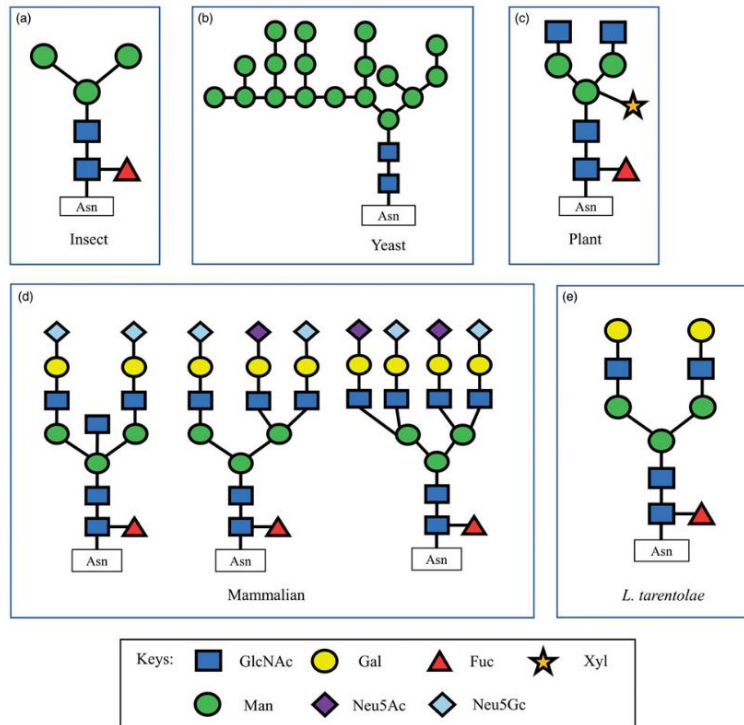 (a)
Asn
Insect
(b)
Asn
Yeast
(c)
Asn
Plant
(d)
Asn
Asn
Asn
Mammalian
(e)
Asn
L. tarentolae
Keys: GlcNAc Gal Fuc Xyl
Man Neu5Ac Neu5Gc